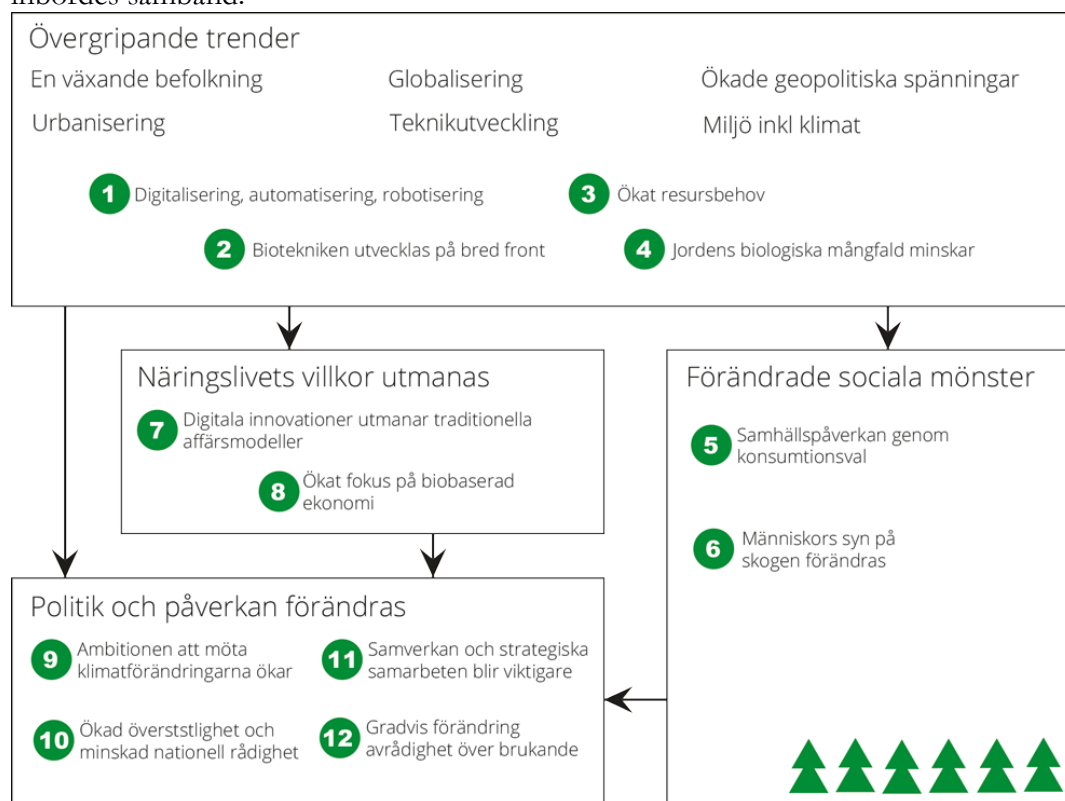 inbördes samband.
Övergripande trender
En växande befolkning
Globalisering
Ökade geopolitiska spänningar
Urbanisering
Teknikutveckling
Miljö inkl klimat
1 Digitalisering, automatisering, robotisering
3 Ökat resursbehov
2 Biotekniken utvecklas på bred front
4 Jordens biologiska mångfald minskar
Näringslivets villkor utmanas
7 Digitala innovationer utmanar traditionella
affärsmodeller
8 Ökat fokus på biobaserad
ekonomi
Förändrade sociala mönster
5 Samhällspåverkan genom
konsumtionsval
6 Människors syn på
skogen förändras
Politik och påverkan förändras
9 Ambitionen att möta
klimatförändringarna ökar
11 Samverkan och strategiska
samarbeten blir viktigare
10 Ökad överststlighet och
minskad nationell rådighet
12 Gradvis förändring
avrådighet över brukande